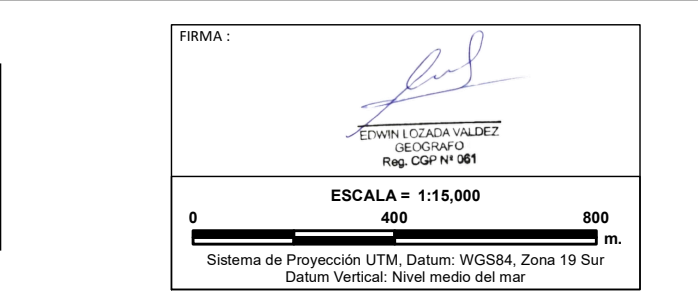 FIRMA :
EDWIN LOZADA VALDEZ
GEOGRAFO
Reg. CGP Nº 061
ESCALA = 1:15,000
0 400 800
m.
Sistema de Proyección UTM, Datum: WGS84, Zona 19 Sur
Datum Vertical: Nivel medio del mar